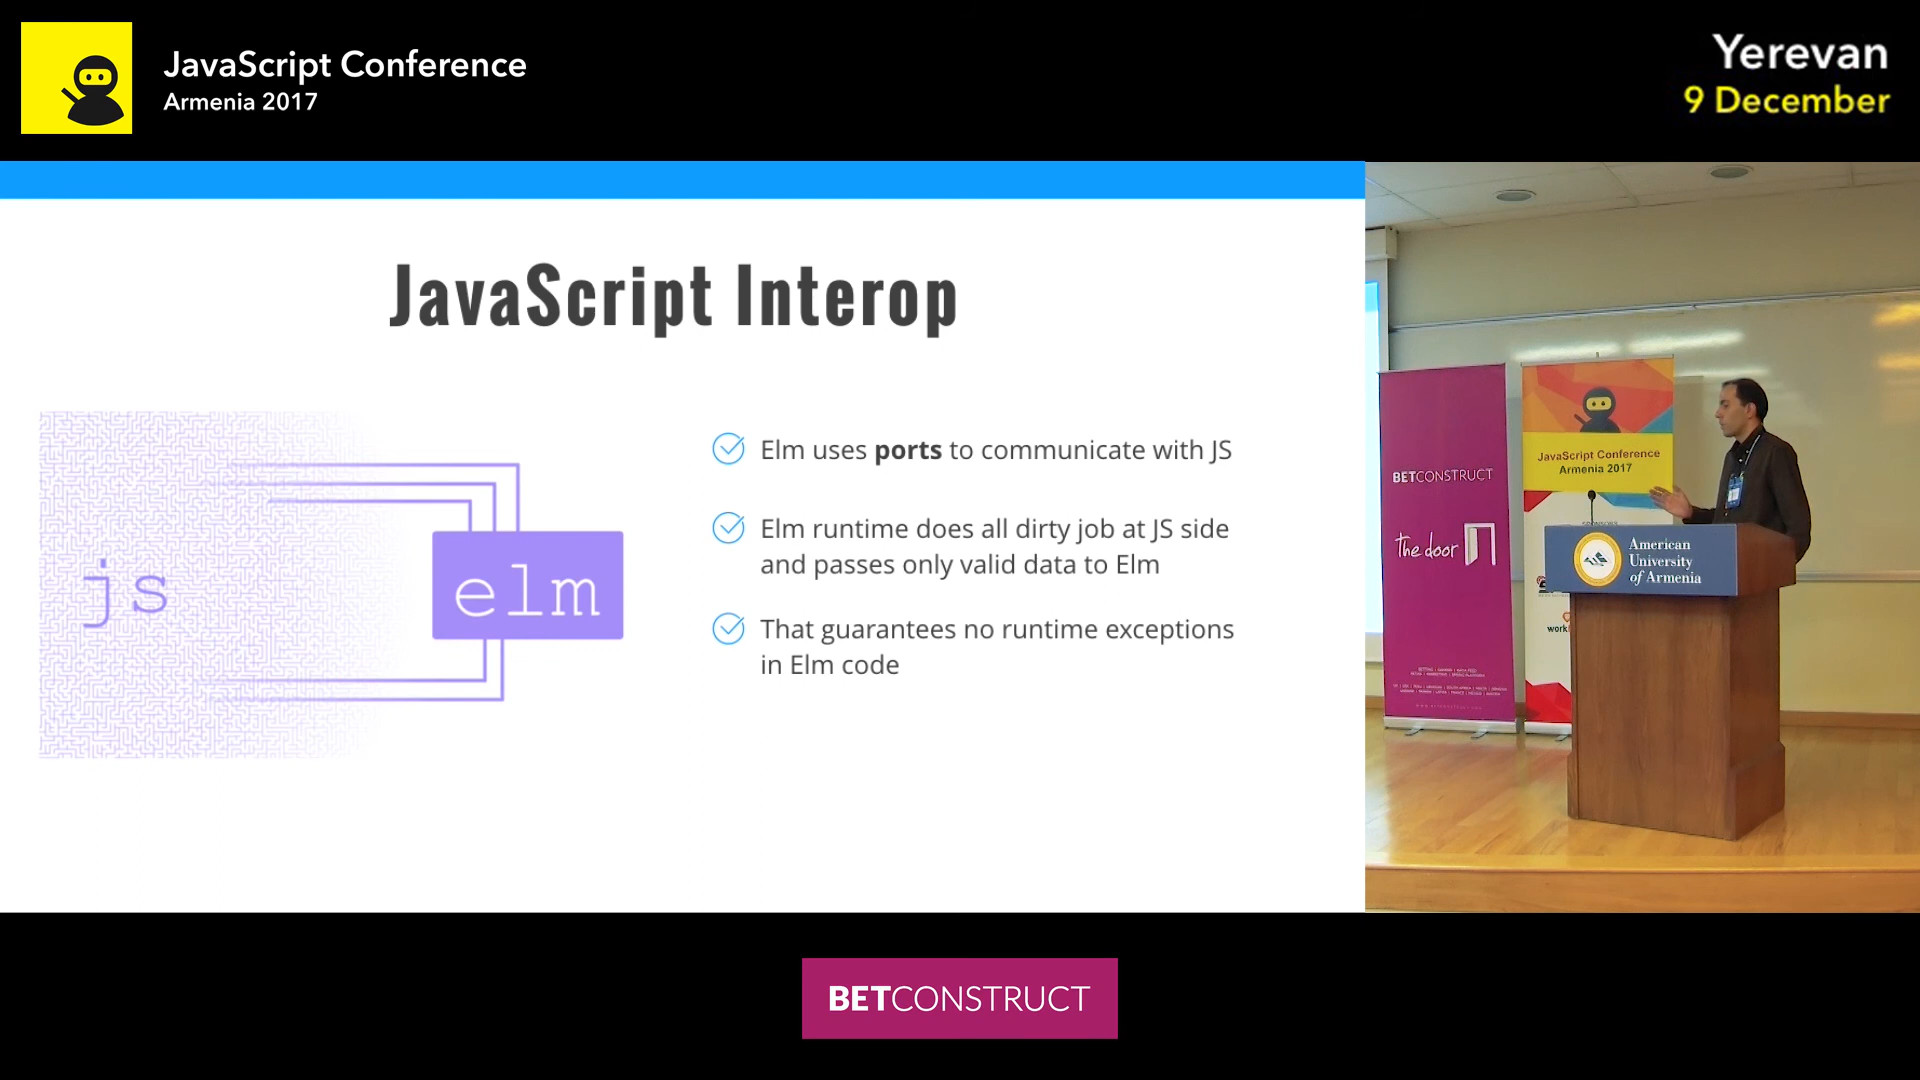 JavaScript Conference
Armenia 2017
Yerevan
9 December
JavaScript Interop
js
elm
Elm uses ports to communicate with JS
Elm runtime does all dirty job at JS side
and passes only valid data to Elm
That guarantees no runtime exceptions
in Elm code
BETCONSTRUCT
The door
JavaScript Conference
Armenia 2017
American
University
of Armenia
BETCONSTRUCT